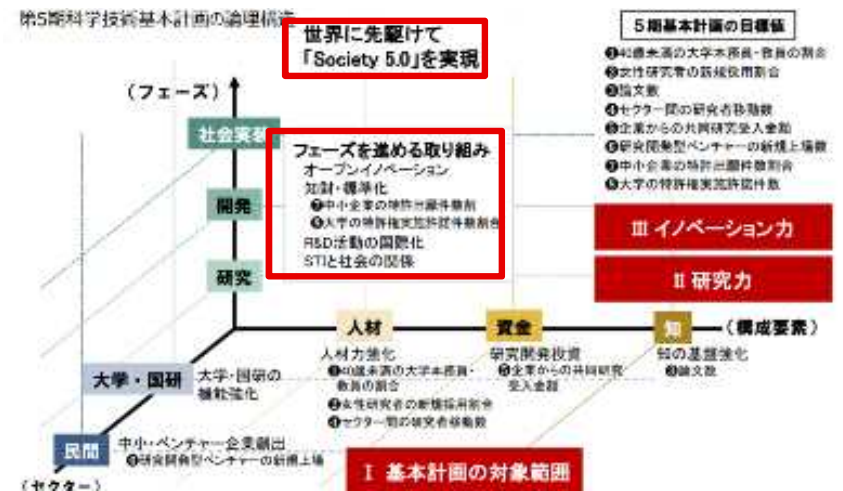 第5期科学技術基本計画の論理構造
世界に先駆けて
「Society 5.0」を実現
5期基本計画の目標値
❶40歳未満の大学本務員・教員の割合
❷女性研究者の新規役用割合
❸論文数
❹セクター間の研究者移動数
❺企業からの共同研究受入金額
❻研究開発型ベンチャーの新規上場数
❼中小企業の特許出願件数割合
❽大学の特許権実施許諾件数
(フェーズ)
社会実装
開発
研究
フェーズを進める取り組み
オープンイノベーション
知財・標準化
❼中小企業の特許出願件数割
❽大学の特許権実施許諾件数割合
R&D活動の国際化
STIと社会の関係
Ⅲ イノベーション力
Ⅱ 研究力
人材
資金
知
(構成要素)
人材力強化
❶40歳未満の大学本務員・
教員の割合
❷女性研究者の新規採用割合
❹セクター間の研究者移動数
研究開発投資
❺企業からの共同研究
受入金額
知の基盤強化
❸論文数
大学・国研
大学・国研の
機能強化
民間
中小・ベンチャー企業創出
❻研究開発型ベンチャーの新規上場
(セクター)
Ⅰ 基本計画の対象範囲